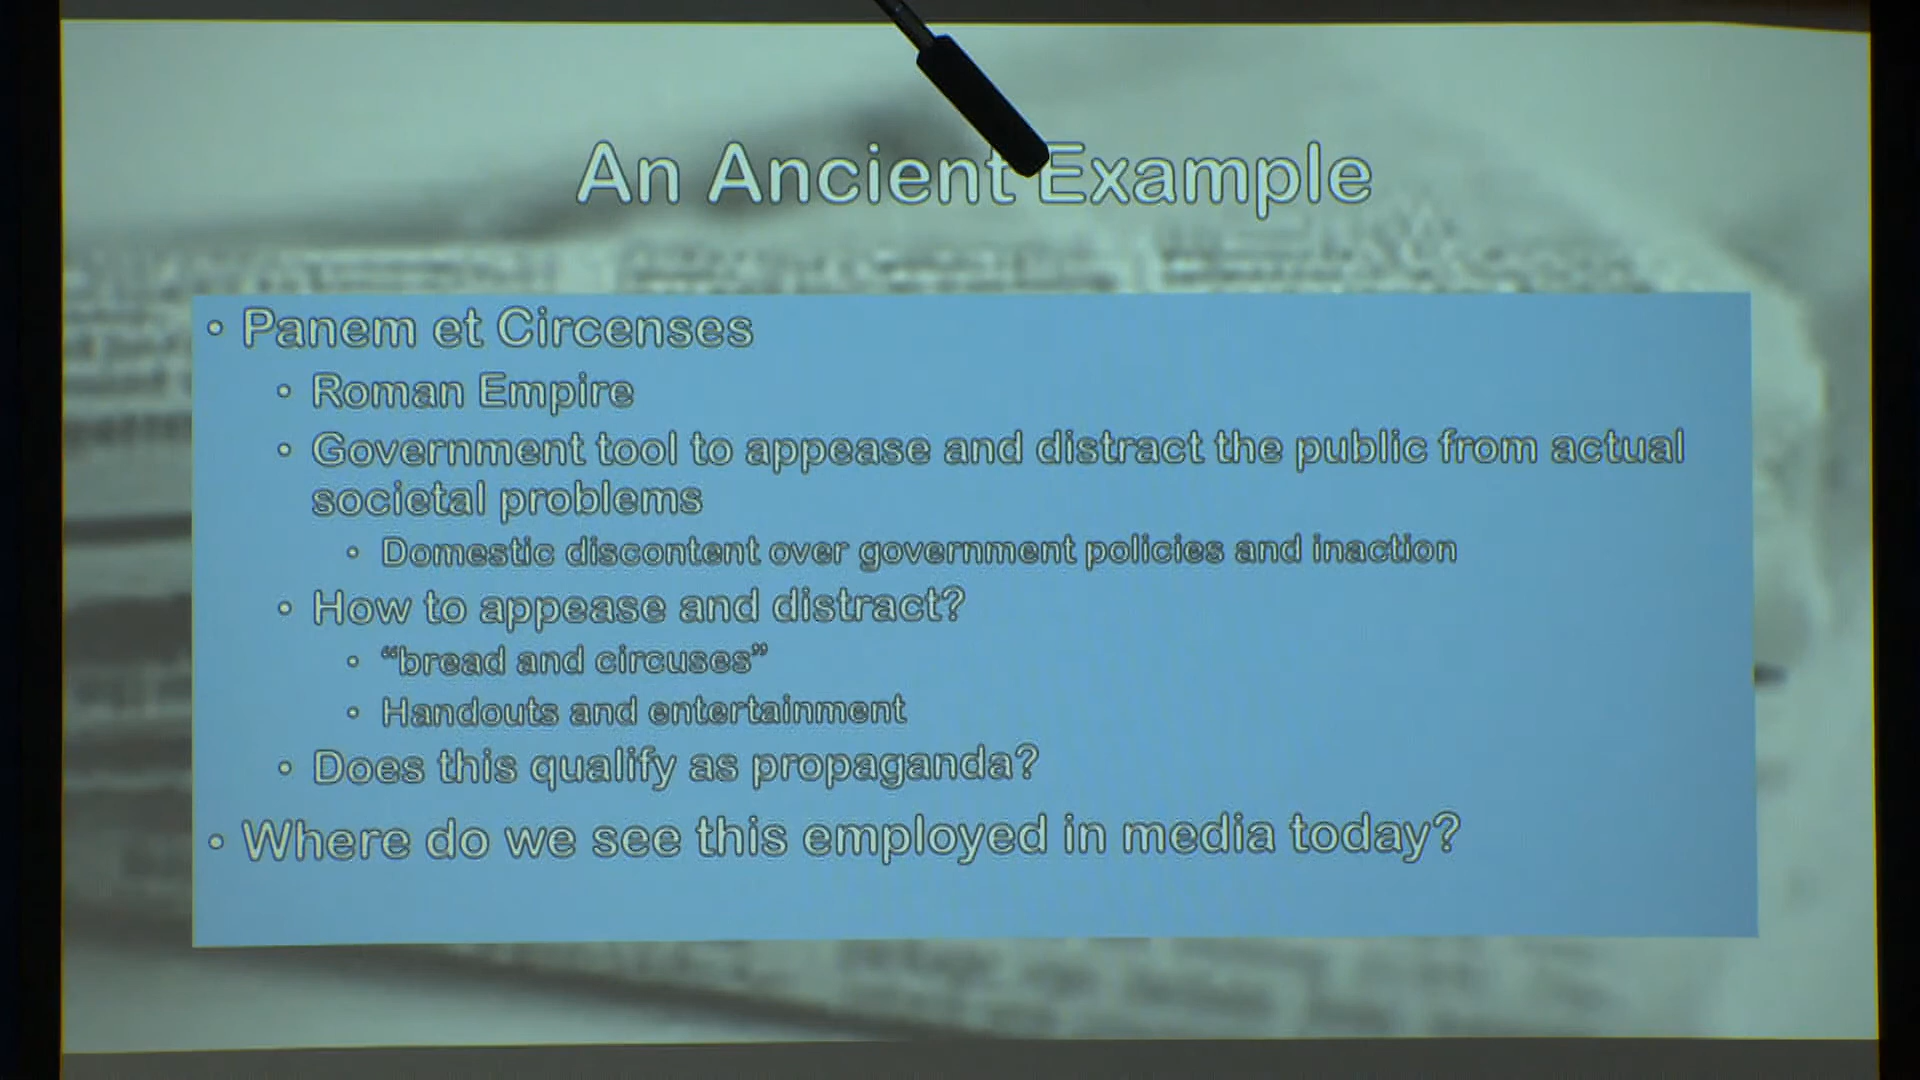 An Ancient Example
• Panem et Circenses
• Roman Empire
• Government tool to appease and distract the public from actual
societal problems
• Domestic discontent over government policies and inaction
• How to appease and distract?
• “bread and circuses”
• Handouts and entertainment
• Does this qualify as propaganda?
• Where do we see this employed in media today?